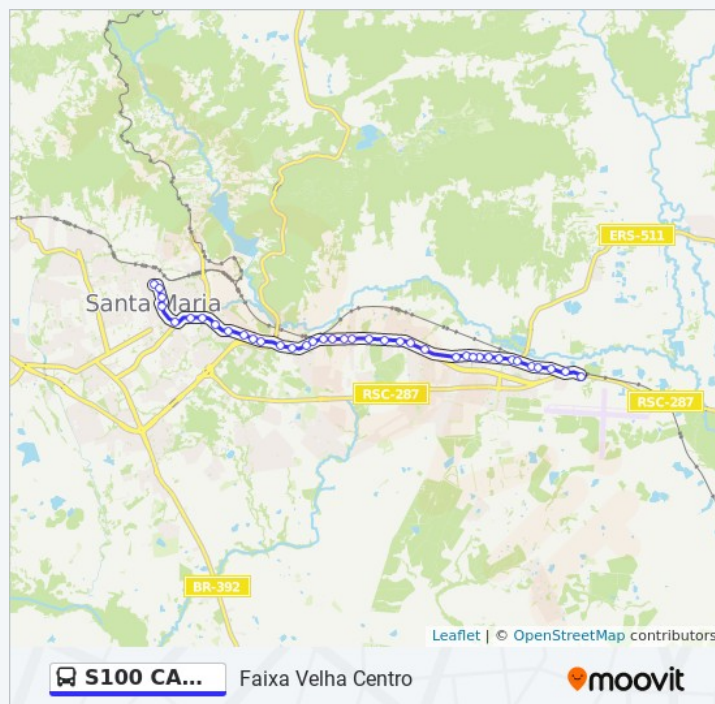 ERS-511
Santa Maria
RSC-287
RSC-287
BR-392
Leaflet | © OpenStreetMap contributors
S100 CA... Faixa Velha Centro moovit